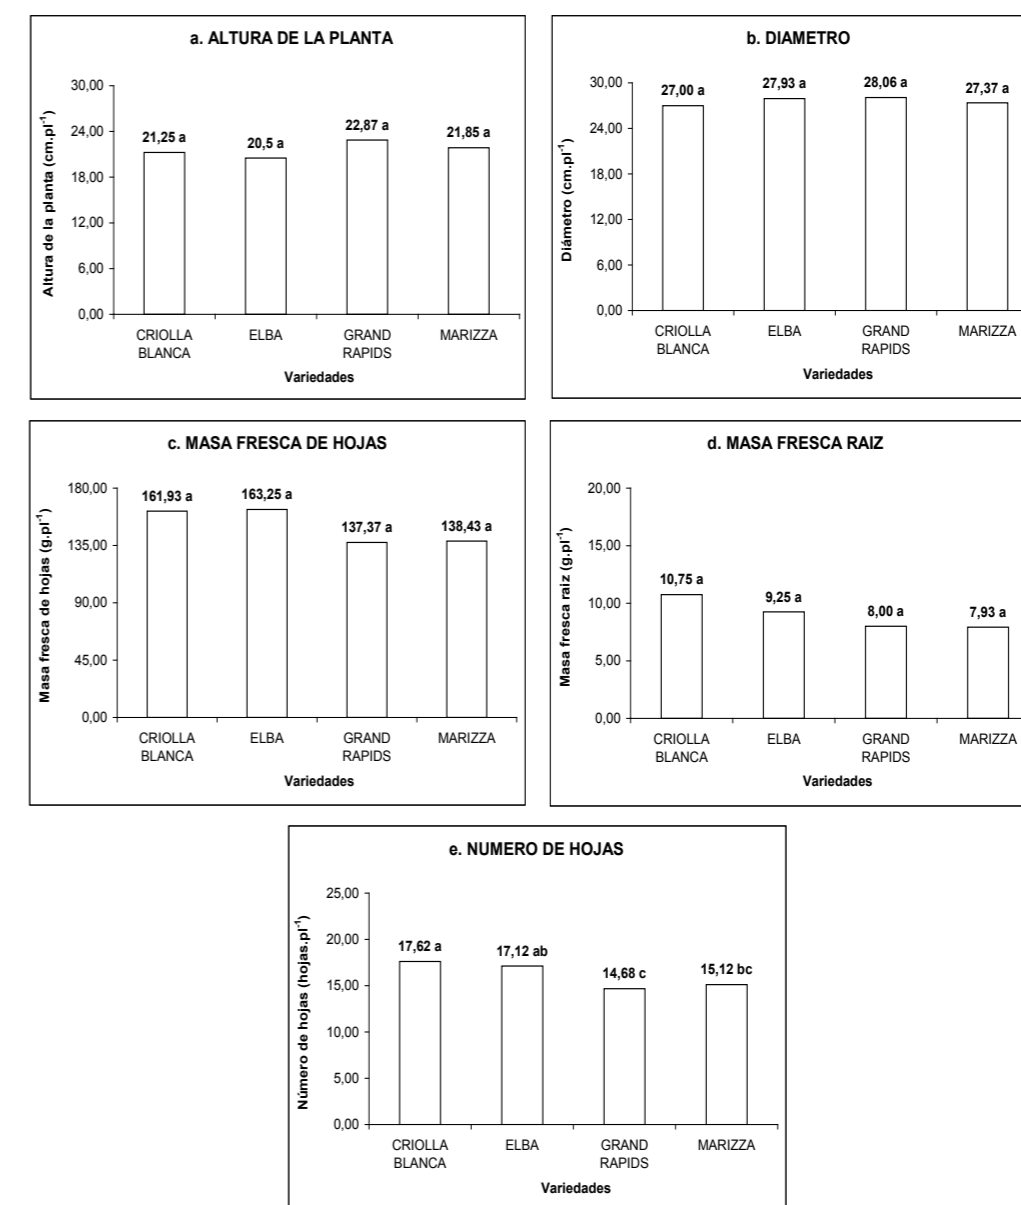 a. ALTURA DE LA PLANTA
Altura de la planta (cm.pl⁻¹)
30,00
24,00
18,00
12,00
6,00
0,00
21,25 a
20,5 a
22,87 a
21,85 a
CRIOLLA
BLANCA
ELBA
GRAND
RAPIDS
MARIZZA
Variedades
b. DIAMETRO
Diámetro (cm.pl⁻¹)
30,00
24,00
18,00
12,00
6,00
0,00
27,00 a
27,93 a
28,06 a
27,37 a
CRIOLLA
BLANCA
ELBA
GRAND
RAPIDS
MARIZZA
Variedades
c. MASA FRESCA DE HOJAS
Masa fresca de hojas (g.pl⁻¹)
180,00
135,00
90,00
45,00
0,00
161,93 a
163,25 a
137,37 a
138,43 a
CRIOLLA
BLANCA
ELBA
GRAND
RAPIDS
MARIZZA
Variedades
d. MASA FRESCA RAIZ
Masa fresca raiz (g.pl⁻¹)
20,00
15,00
10,00
5,00
0,00
10,75 a
9,25 a
8,00 a
7,93 a
CRIOLLA
BLANCA
ELBA
GRAND
RAPIDS
MARIZZA
Variedades
e. NUMERO DE HOJAS
Número de hojas (hojas.pl⁻¹)
25,00
20,00
15,00
10,00
5,00
0,00
17,62 a
17,12 ab
14,68 c
15,12 bc
CRIOLLA
BLANCA
ELBA
GRAND
RAPIDS
MARIZZA
Variedades